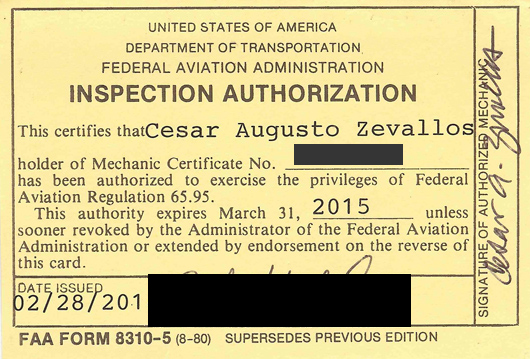 UNITED STATES OF AMERICA
DEPARTMENT OF TRANSPORTATION
FEDERAL AVIATION ADMINISTRATION
INSPECTION AUTHORIZATION
This certifies that Cesar Augusto Zevallos
holder of Mechanic Certificate No.
has been authorized to exercise the privileges of Federal
Aviation Regulation 65.95.
This authority expires March 31, 2015 unless
sooner revoked by the Administrator of the Federal Aviation
Administration or extended by endorsement on the reverse of
this card.
DATE ISSUED
02/28/201
FAA FORM 8310-5 (8-80) SUPERSEDES PREVIOUS EDITION
SIGNATURE OF AUTHORIZED MECHANIC
Cesar A. Zevallos